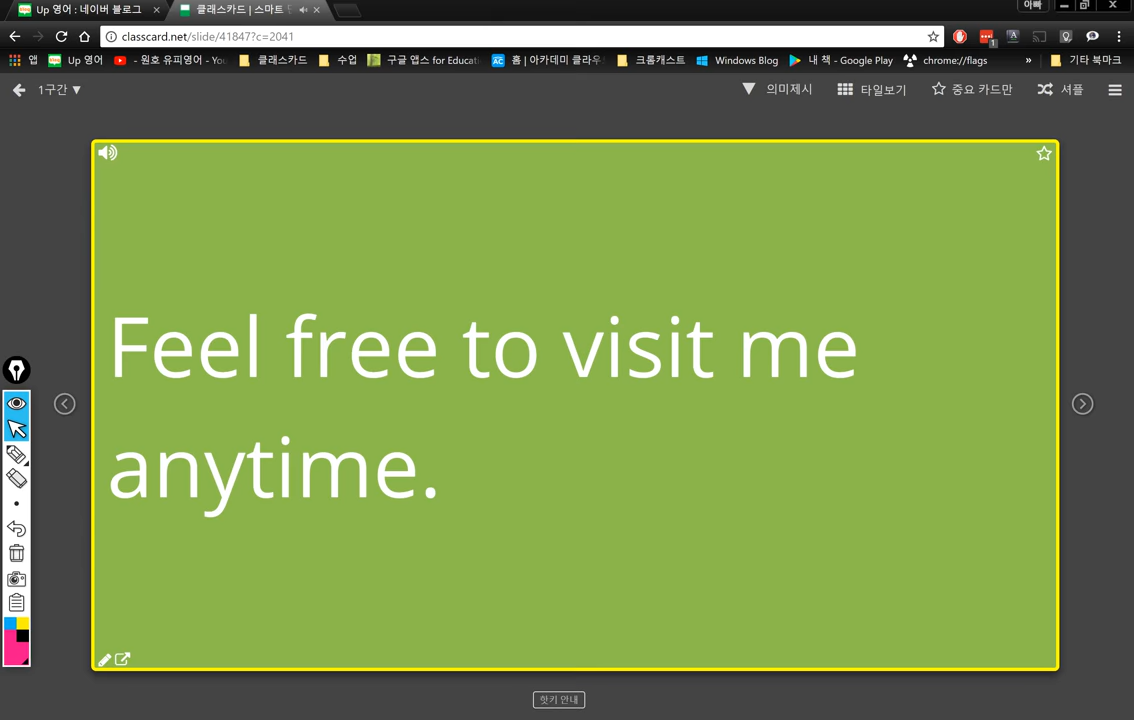 Up 영어 : 네이버 블로그
클래스카드 | 스마트
아빠
classcard.net/slide/41847?c=2041
1
앱 Up 영어 - 원호 유피영어 - You 클래스카드 수업 구글 앱스 for Educati 홈 | 아카데미 클라우 크롬캐스트 Windows Blog 내 책 - Google Play chrome://flags » 기타 북마크
1구간 ▼ ▼ 의미제시 타일보기 중요 카드만 셔플
Feel free to visit me
anytime.
핫키 안내